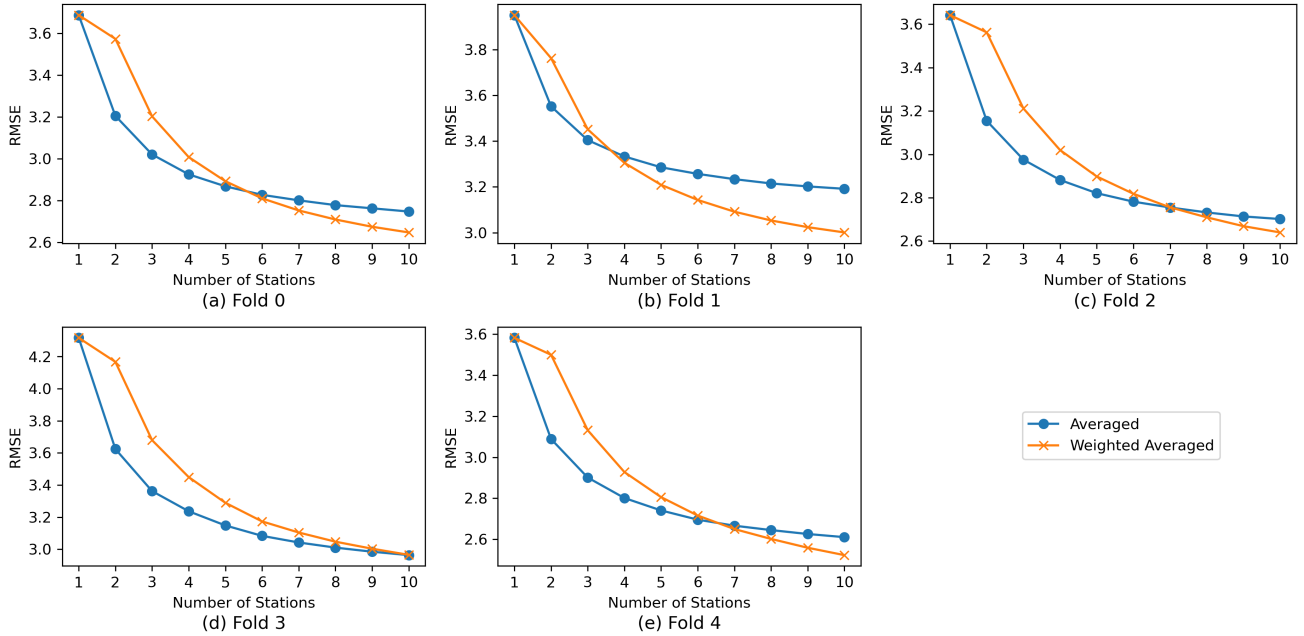 3.6
3.4
3.2
3.0
2.8
2.6
RMSE
1 2 3 4 5 6 7 8 9 10
Number of Stations
(a) Fold 0
3.8
3.6
3.4
3.2
3.0
RMSE
1 2 3 4 5 6 7 8 9 10
Number of Stations
(b) Fold 1
3.6
3.4
3.2
3.0
2.8
2.6
RMSE
1 2 3 4 5 6 7 8 9 10
Number of Stations
(c) Fold 2
4.2
4.0
3.8
3.6
3.4
3.2
3.0
RMSE
1 2 3 4 5 6 7 8 9 10
Number of Stations
(d) Fold 3
3.6
3.4
3.2
3.0
2.8
2.6
RMSE
1 2 3 4 5 6 7 8 9 10
Number of Stations
(e) Fold 4
Averaged
Weighted Averaged